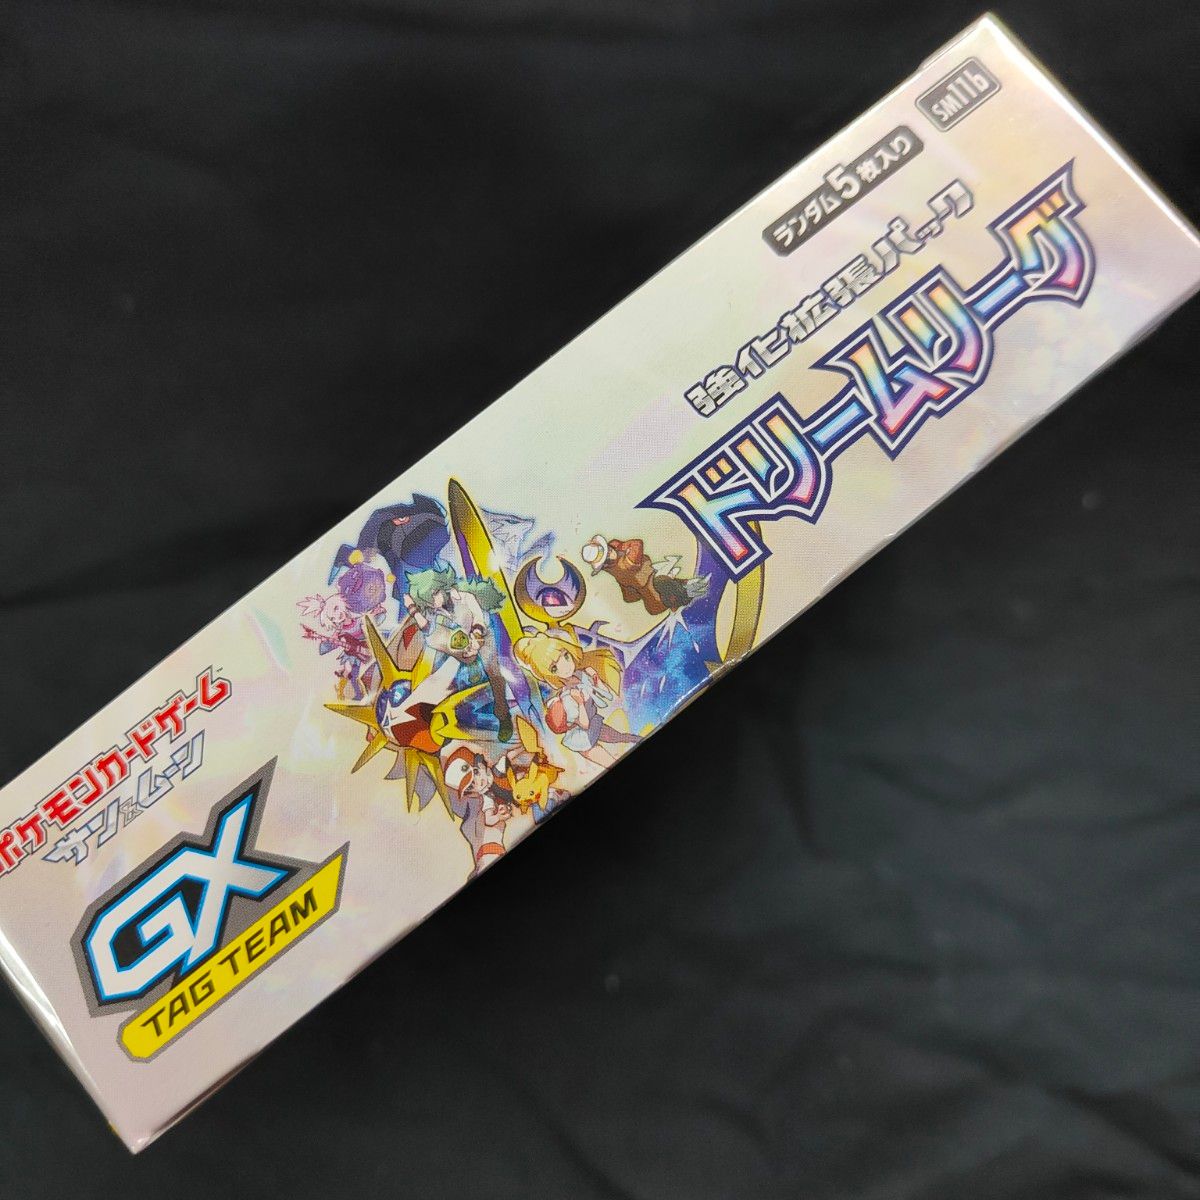 SM11b
ランダム5枚入り
強化拡張パック
ドリームリーグ
ポケモンカードゲーム™
サン&ムーン
GX
TAG TEAM